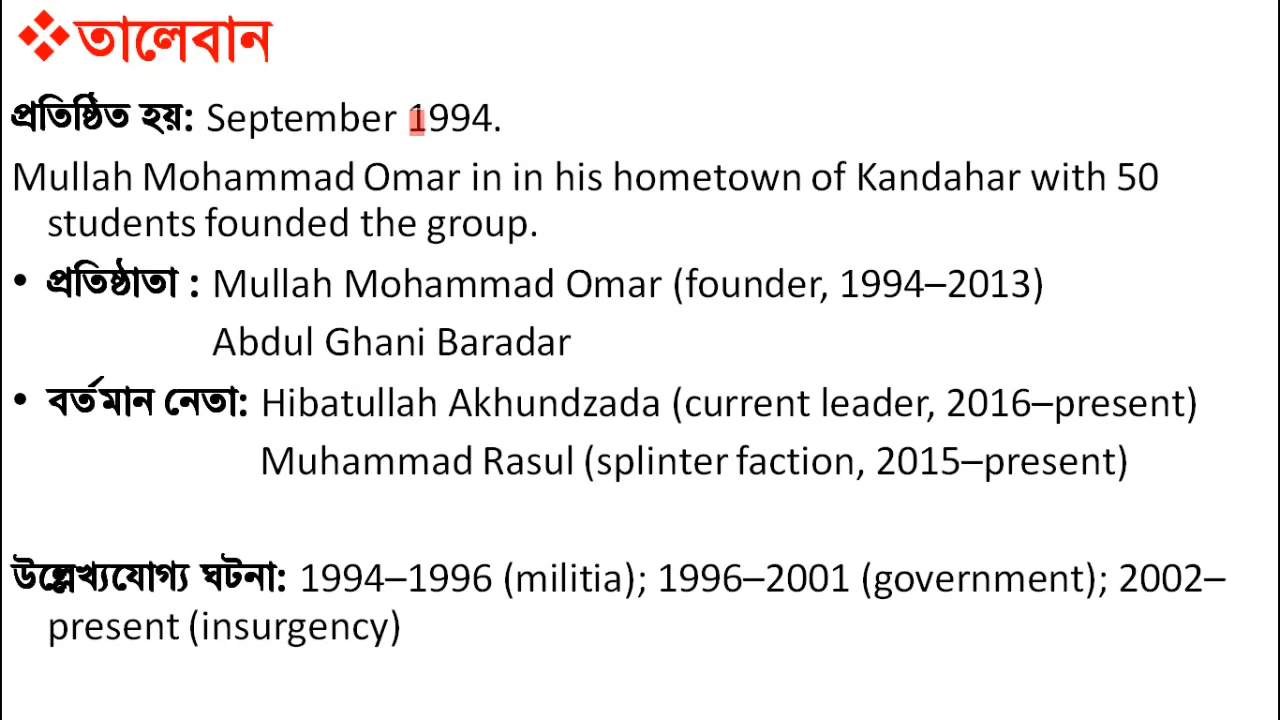 তালেবান
প্রতিষ্ঠিত হয়: September 1994.
Mullah Mohammad Omar in in his hometown of Kandahar with 50
students founded the group.
• প্রতিষ্ঠাতা : Mullah Mohammad Omar (founder, 1994–2013)
Abdul Ghani Baradar
• বর্তমান নেতা: Hibatullah Akhundzada (current leader, 2016–present)
Muhammad Rasul (splinter faction, 2015–present)
উল্লেখ্যযোগ্য ঘটনা: 1994–1996 (militia); 1996–2001 (government); 2002–
present (insurgency)